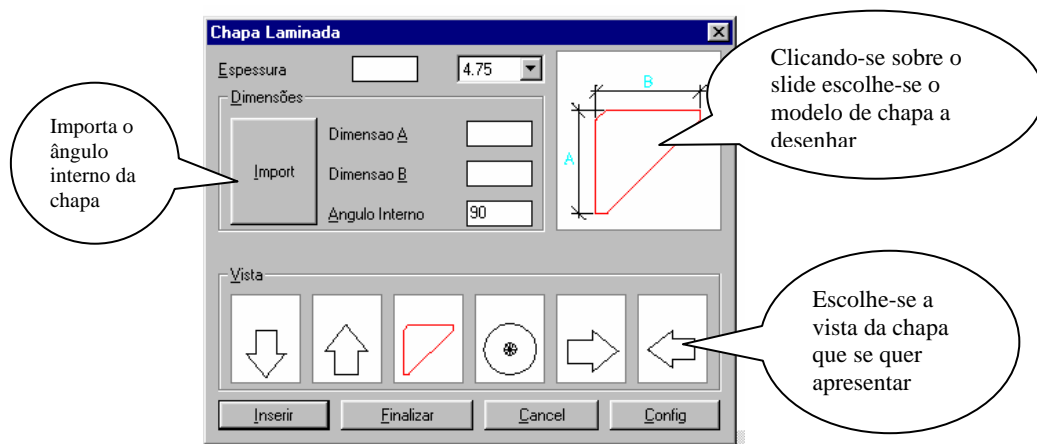 Chapa Laminada
Espessura
4.75
Dimensões
Import
Dimensao A
Dimensao B
Angulo Interno
90
B
A
Vista
Inserir
Finalizar
Cancel
Config
Importa o
ângulo
interno da
chapa
Clicando-se sobre o
slide escolhe-se o
modelo de chapa a
desenhar
Escolhe-se a
vista da chapa
que se quer
apresentar